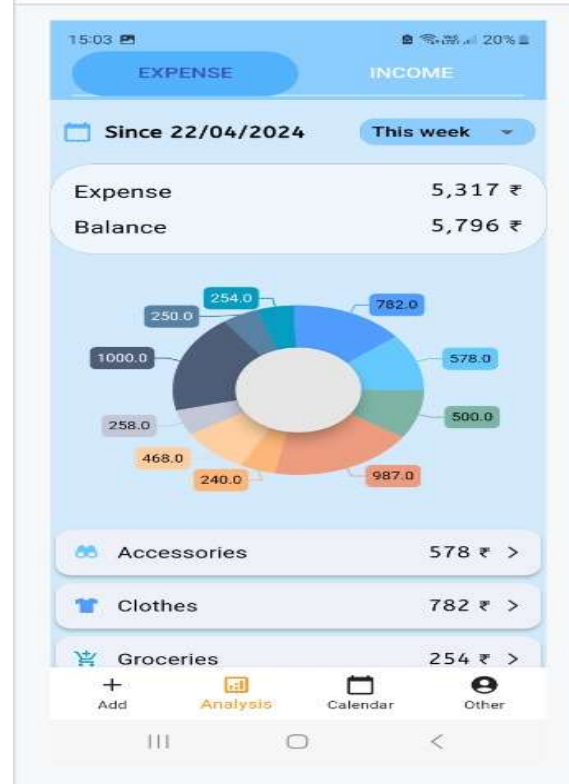 15:03 20%
EXPENSE INCOME
Since 22/04/2024 This week
Expense 5,317 ₹
Balance 5,796 ₹
254.0 782.0
250.0
1000.0 578.0
258.0 500.0
468.0 987.0
240.0
Accessories 578 ₹ >
Clothes 782 ₹ >
Groceries 254 ₹ >
Add Analysis Calendar Other